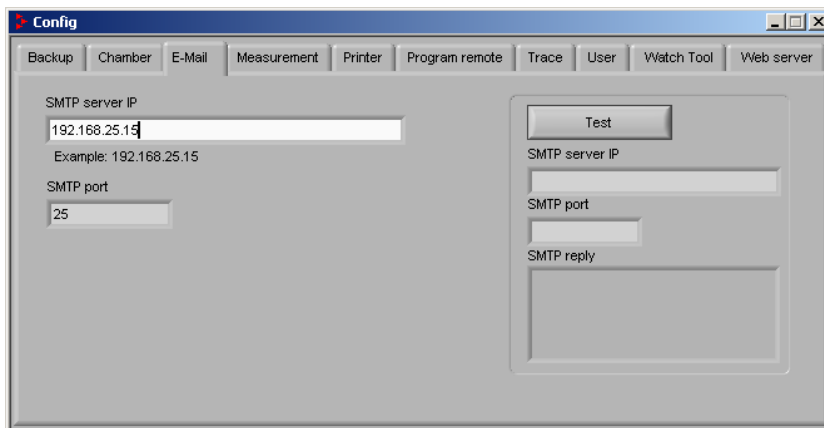 Config
Backup Chamber E-Mail Measurement Printer Program remote Trace User Watch Tool Web server
SMTP server IP
192.168.25.15
Example: 192.168.25.15
SMTP port
25
Test
SMTP server IP
SMTP port
SMTP reply